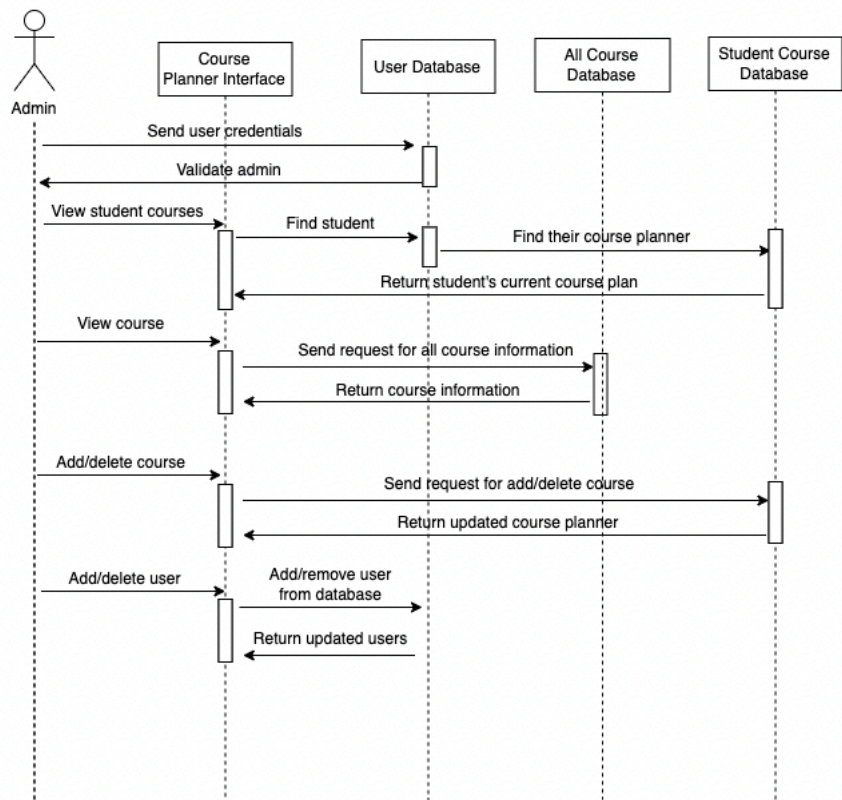 Admin
Course
Planner Interface
User Database
All Course
Database
Student Course
Database
Send user credentials
Validate admin
View student courses
Find student
Find their course planner
Return student's current course plan
View course
Send request for all course information
Return course information
Add/delete course
Send request for add/delete course
Return updated course planner
Add/delete user
Add/remove user
from database
Return updated users